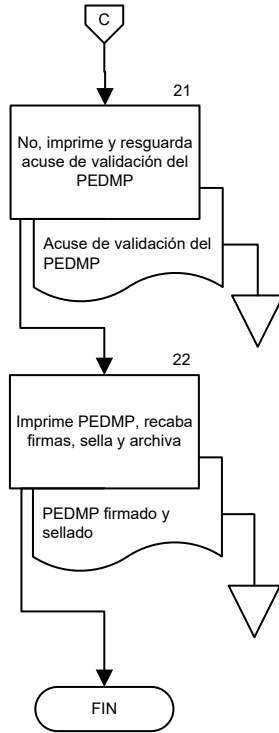 C
21
No, imprime y resguarda
acuse de validación del
PEDMP
Acuse de validación del
PEDMP
22
Imprime PEDMP, recaba
firmas, sella y archiva
PEDMP firmado y
sellado
FIN